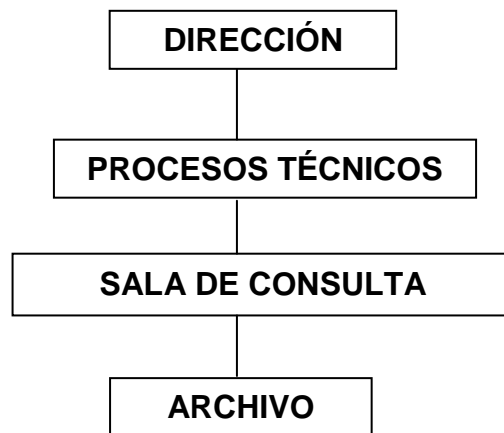 DIRECCIÓN
PROCESOS TÉCNICOS
SALA DE CONSULTA
ARCHIVO